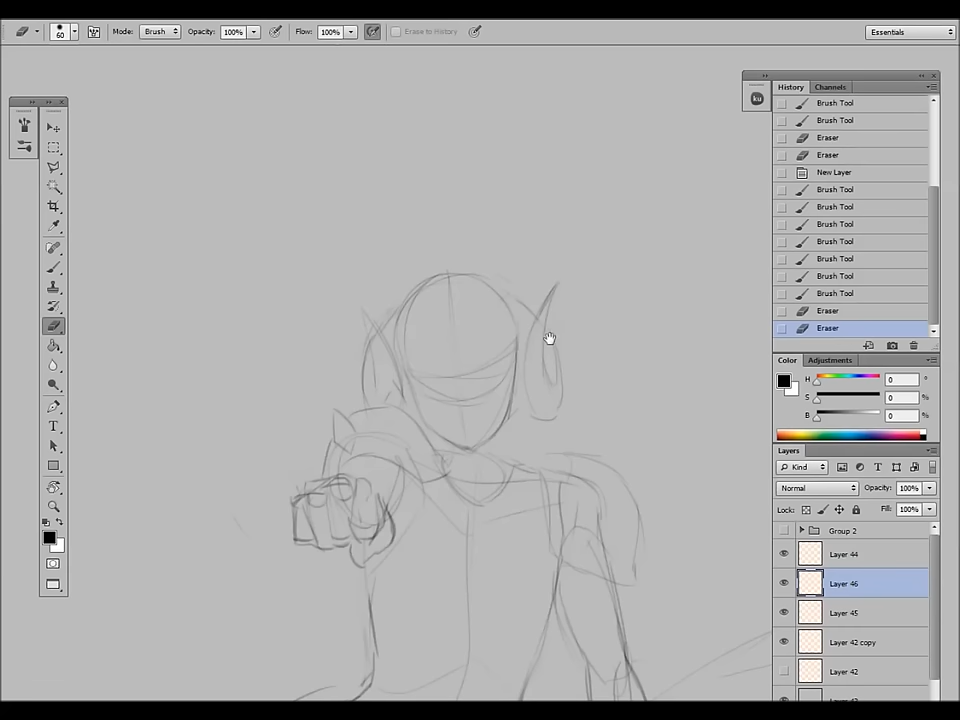 60 Mode: Brush Opacity: 100% Flow: 100% Erase to History Essentials
ku
History Channels
Brush Tool
Brush Tool
Eraser
Eraser
New Layer
Brush Tool
Brush Tool
Brush Tool
Brush Tool
Brush Tool
Brush Tool
Brush Tool
Eraser
Eraser
Color Adjustments
H 0 °
S 0 %
B 0 %
Layers
Kind
Normal Opacity: 100%
Lock: Fill: 100%
Group 2
Layer 44
Layer 46
Layer 45
Layer 42 copy
Layer 42